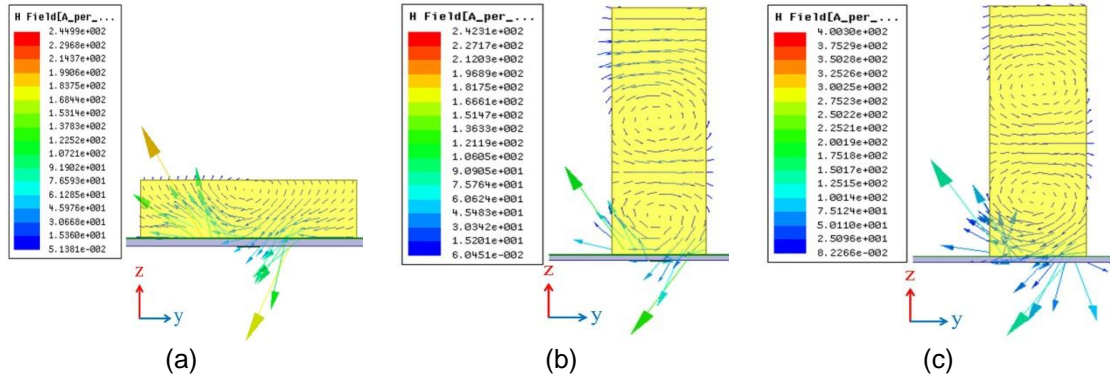 H Field[A_per_...
2.4499e+002
2.2968e+002
2.1437e+002
1.9906e+002
1.8375e+002
1.6844e+002
1.5314e+002
1.3783e+002
1.2252e+002
1.0721e+002
9.1902e+001
7.6593e+001
6.1285e+001
4.5976e+001
3.0668e+001
1.5360e+001
5.1381e-002
z
y
(a)
H Field[A_per_...
2.4231e+002
2.2717e+002
2.1203e+002
1.9689e+002
1.8175e+002
1.6661e+002
1.5147e+002
1.3633e+002
1.2119e+002
1.0605e+002
9.0905e+001
7.5764e+001
6.0624e+001
4.5483e+001
3.0342e+001
1.5201e+001
6.0451e-002
z
y
(b)
H Field[A_per_...
4.0030e+002
3.7529e+002
3.5028e+002
3.2526e+002
3.0025e+002
2.7523e+002
2.5022e+002
2.2521e+002
2.0019e+002
1.7518e+002
1.5017e+002
1.2515e+002
1.0014e+002
7.5124e+001
5.0110e+001
2.5096e+001
8.2266e-002
z
y
(c)